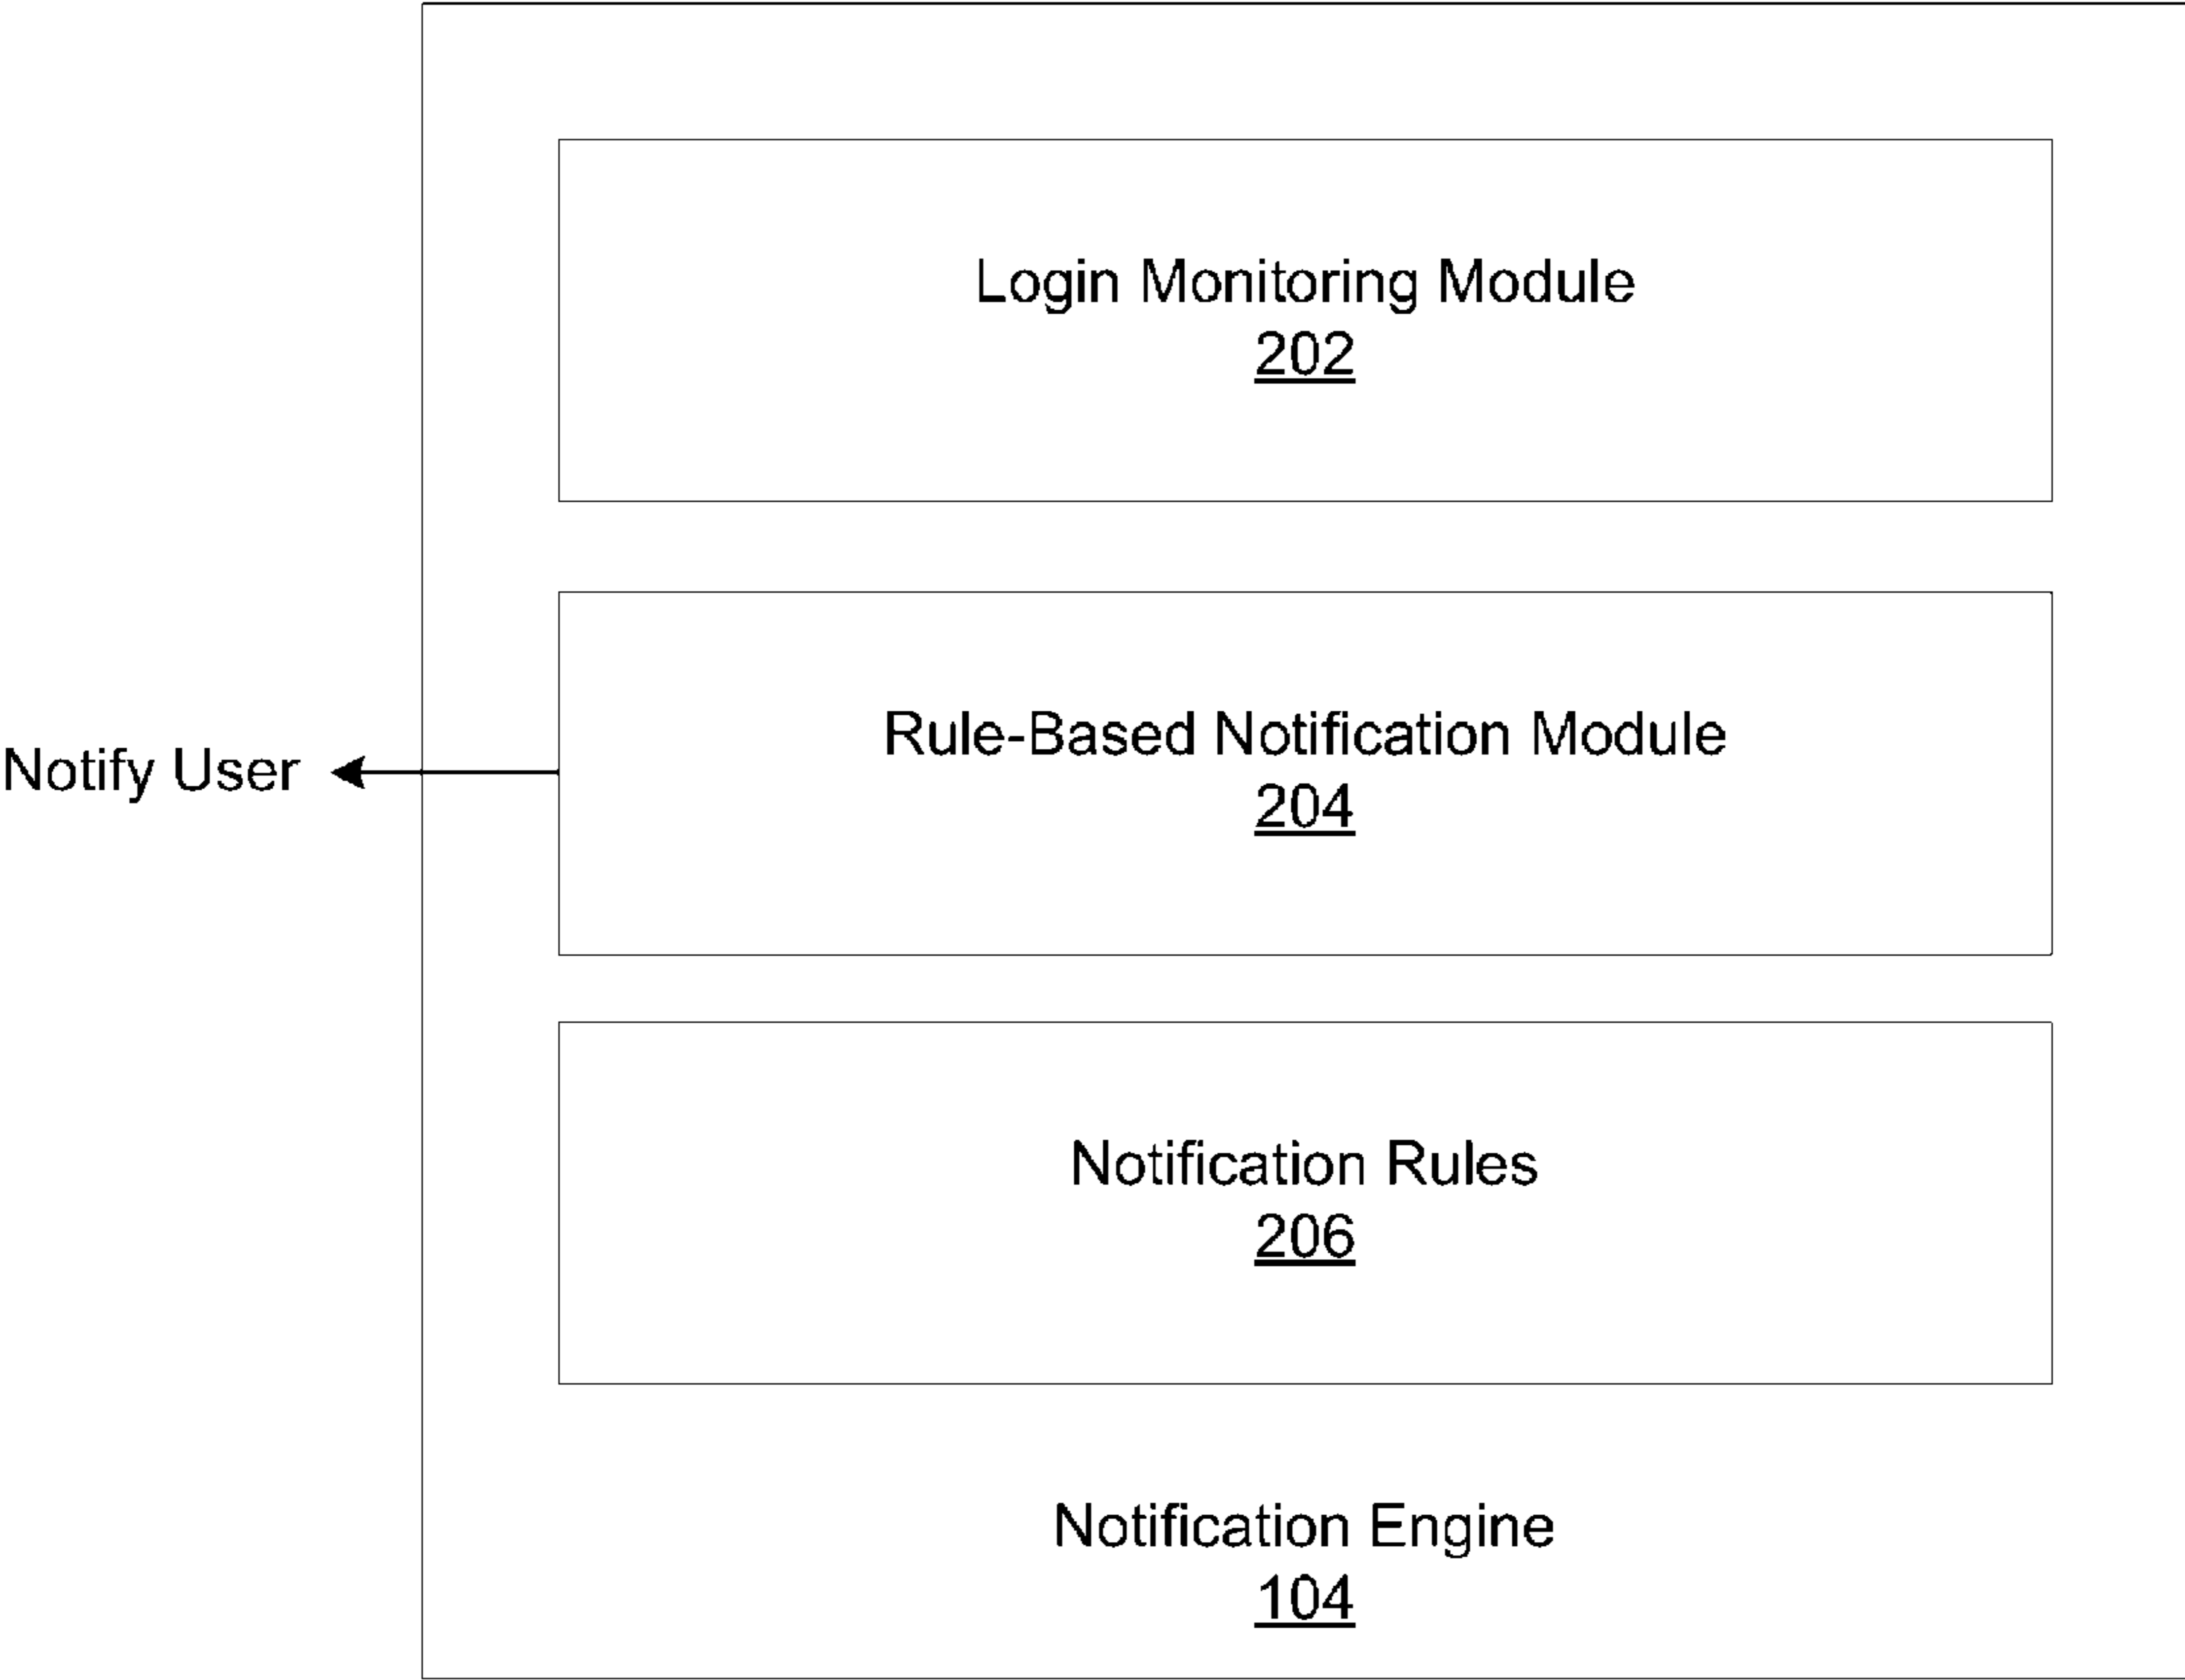 Login Monitoring Module
202
Notify User
Rule-Based Notification Module
204
Notification Rules
206
Notification Engine
104